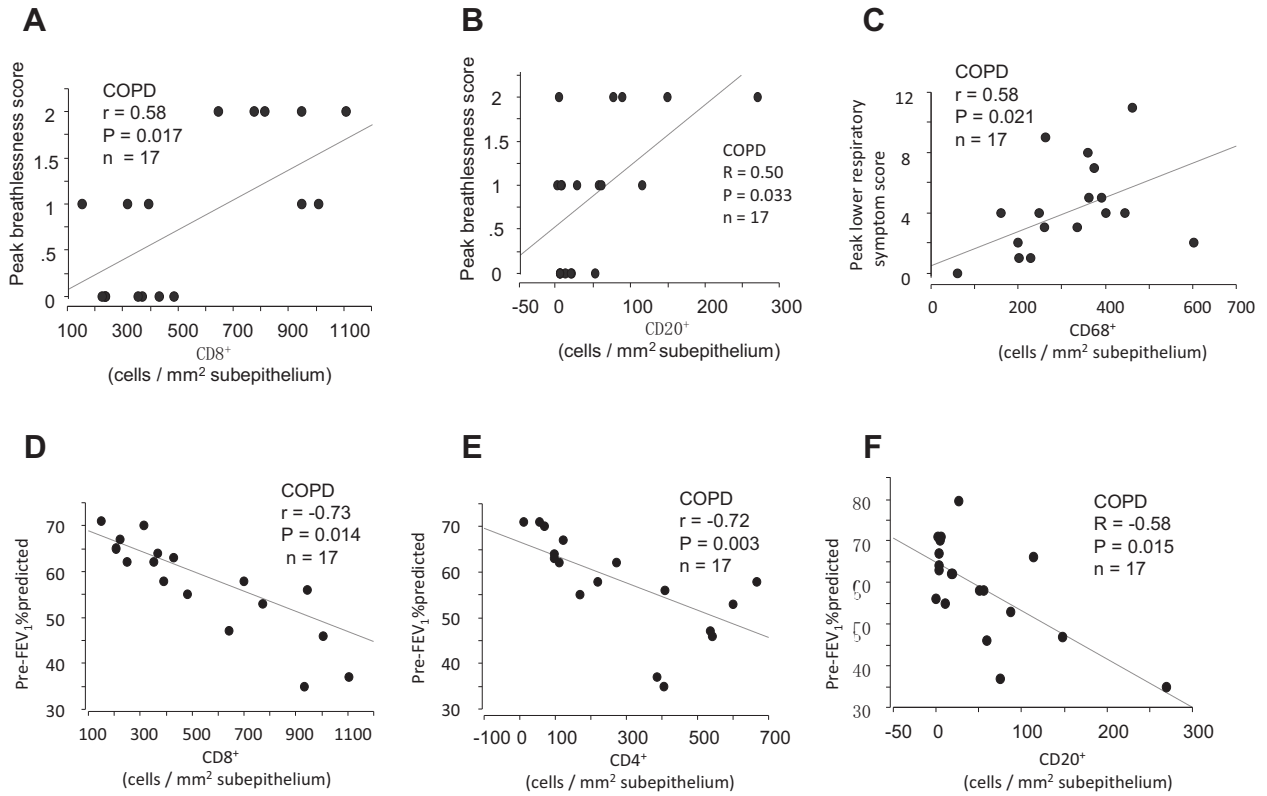 A
COPD
r = 0.58
P = 0.017
n = 17
Peak breathlessness score
2
1.5
1
.5
0
100 300 500 700 900 1100
CD8⁺
(cells / mm² subepithelium)
B
COPD
R = 0.50
P = 0.033
n = 17
Peak breathlessness score
2
1.5
1
.5
0
-50 0 100 200 300
CD20⁺
(cells / mm² subepithelium)
C
COPD
r = 0.58
P = 0.021
n = 17
Peak lower respiratory
symptom score
12
8
4
0
0 200 400 600 700
CD68⁺
(cells / mm² subepithelium)
D
COPD
r = -0.73
P = 0.014
n = 17
Pre-FEV₁%predicted
70
60
50
40
30
100 300 500 700 900 1100
CD8⁺
(cells / mm² subepithelium)
E
COPD
r = -0.72
P = 0.003
n = 17
Pre-FEV₁%predicted
70
60
50
40
30
-100 0 100 300 500 700
CD4⁺
(cells / mm² subepithelium)
F
COPD
R = -0.58
P = 0.015
n = 17
Pre-FEV₁%predicted
80
70
60
50
40
30
-50 0 100 200 300
CD20⁺
(cells / mm² subepithelium)